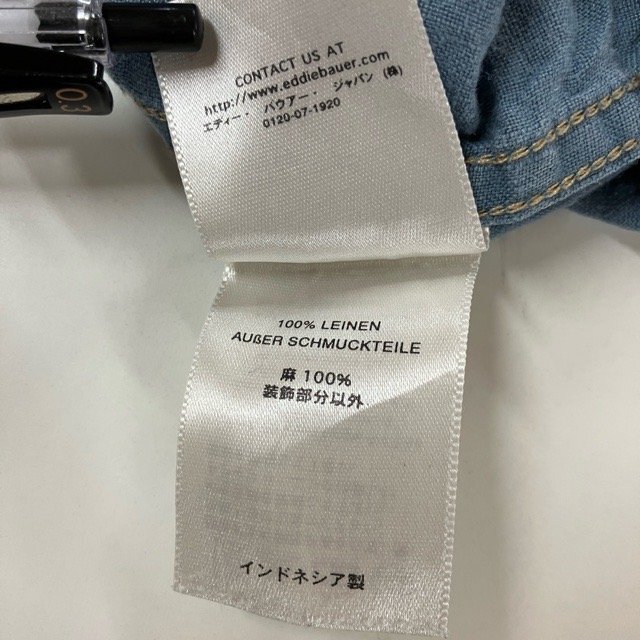 CONTACT US AT
http://www.eddiebauer.com
エディー・ バウアー・ ジャパン (株)
0120-07-1920
100% LEINEN
AUßER SCHMUCKTEILE
麻 100%
装飾部分以外
インドネシア製